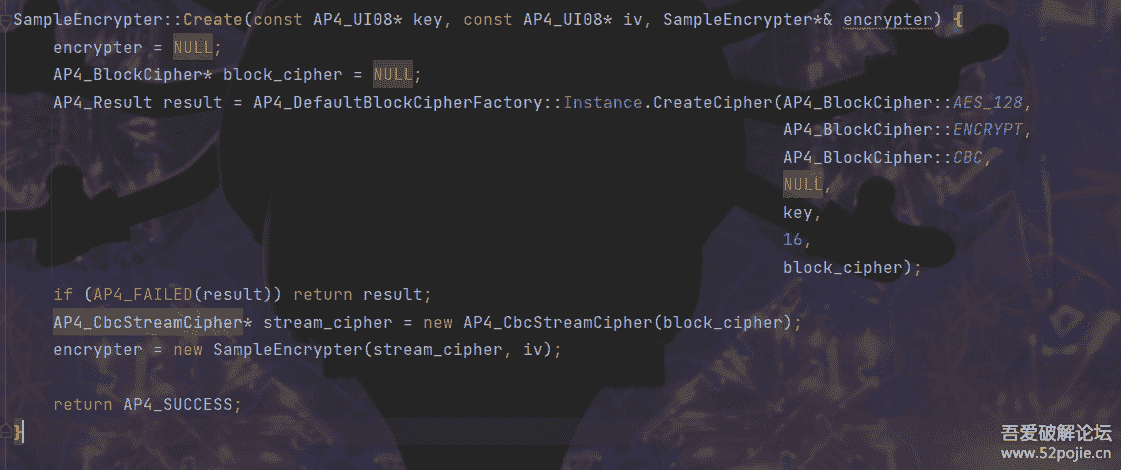 SampleEncrypter::Create(const AP4_UI08* key, const AP4_UI08* iv, SampleEncrypter*& encrypter) {
    encrypter = NULL;
    AP4_BlockCipher* block_cipher = NULL;
    AP4_Result result = AP4_DefaultBlockCipherFactory::Instance.CreateCipher(AP4_BlockCipher::AES_128,
                                                                             AP4_BlockCipher::ENCRYPT,
                                                                             AP4_BlockCipher::CBC,
                                                                             NULL,
                                                                             key,
                                                                             16,
                                                                             block_cipher);
    if (AP4_FAILED(result)) return result;
    AP4_CbcStreamCipher* stream_cipher = new AP4_CbcStreamCipher(block_cipher);
    encrypter = new SampleEncrypter(stream_cipher, iv);
    return AP4_SUCCESS;
}
吾爱破解论坛
www.52pojie.cn